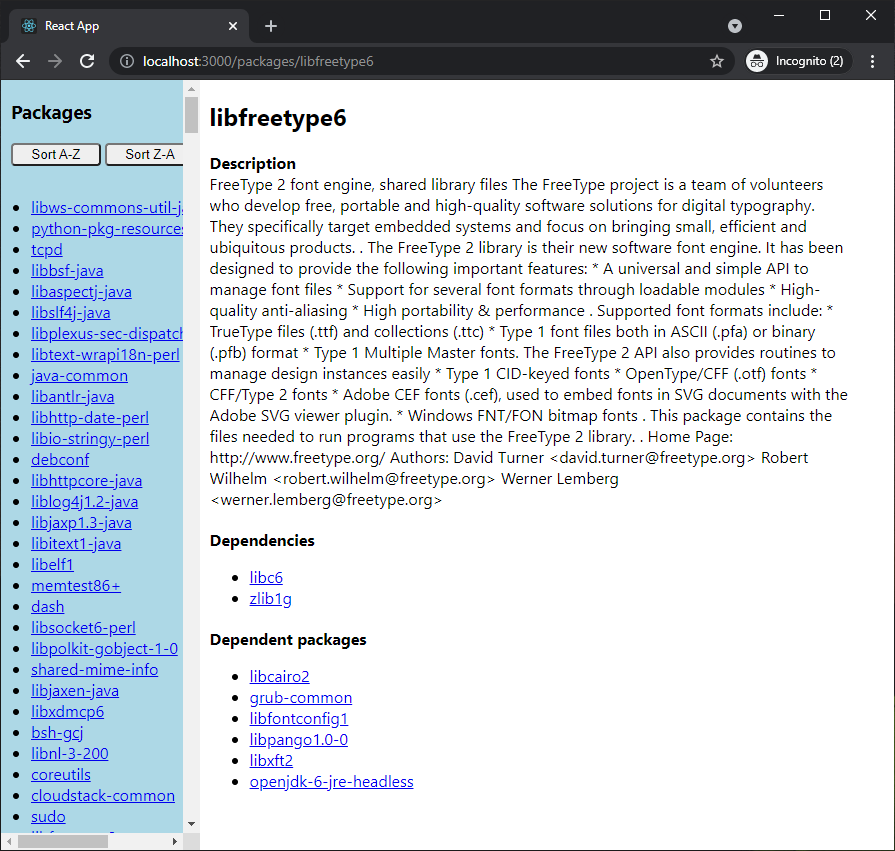 React App
localhost:3000/packages/libfreetype6
Incognito (2)
Packages
Sort A-Z
Sort Z-A
libws-commons-util-j
python-pkg-resources
tcpd
libbsf-java
libaspectj-java
libslf4j-java
libplexus-sec-dispatch
libtext-wrapi18n-perl
java-common
libantlr-java
libhttp-date-perl
libio-stringy-perl
debconf
libhttpcore-java
liblog4j1.2-java
libjaxp1.3-java
libitext1-java
libelf1
memtest86+
dash
libsocket6-perl
libpolkit-gobject-1-0
shared-mime-info
libjaxen-java
libxdmcp6
bsh-gcj
libnl-3-200
coreutils
cloudstack-common
sudo
libfreetype6
Description
FreeType 2 font engine, shared library files The FreeType project is a team of volunteers
who develop free, portable and high-quality software solutions for digital typography.
They specifically target embedded systems and focus on bringing small, efficient and
ubiquitous products. . The FreeType 2 library is their new software font engine. It has been
designed to provide the following important features: * A universal and simple API to
manage font files * Support for several font formats through loadable modules * High-
quality anti-aliasing * High portability & performance . Supported font formats include: *
TrueType files (.ttf) and collections (.ttc) * Type 1 font files both in ASCII (.pfa) or binary
(.pfb) format * Type 1 Multiple Master fonts. The FreeType 2 API also provides routines to
manage design instances easily * Type 1 CID-keyed fonts * OpenType/CFF (.otf) fonts *
CFF/Type 2 fonts * Adobe CEF fonts (.cef), used to embed fonts in SVG documents with the
Adobe SVG viewer plugin. * Windows FNT/FON bitmap fonts . This package contains the
files needed to run programs that use the FreeType 2 library. . Home Page:
http://www.freetype.org/ Authors: David Turner <david.turner@freetype.org> Robert
Wilhelm <robert.wilhelm@freetype.org> Werner Lemberg
<werner.lemberg@freetype.org>
Dependencies
libc6
zlib1g
Dependent packages
libcairo2
grub-common
libfontconfig1
libpango1.0-0
libxft2
openjdk-6-jre-headless